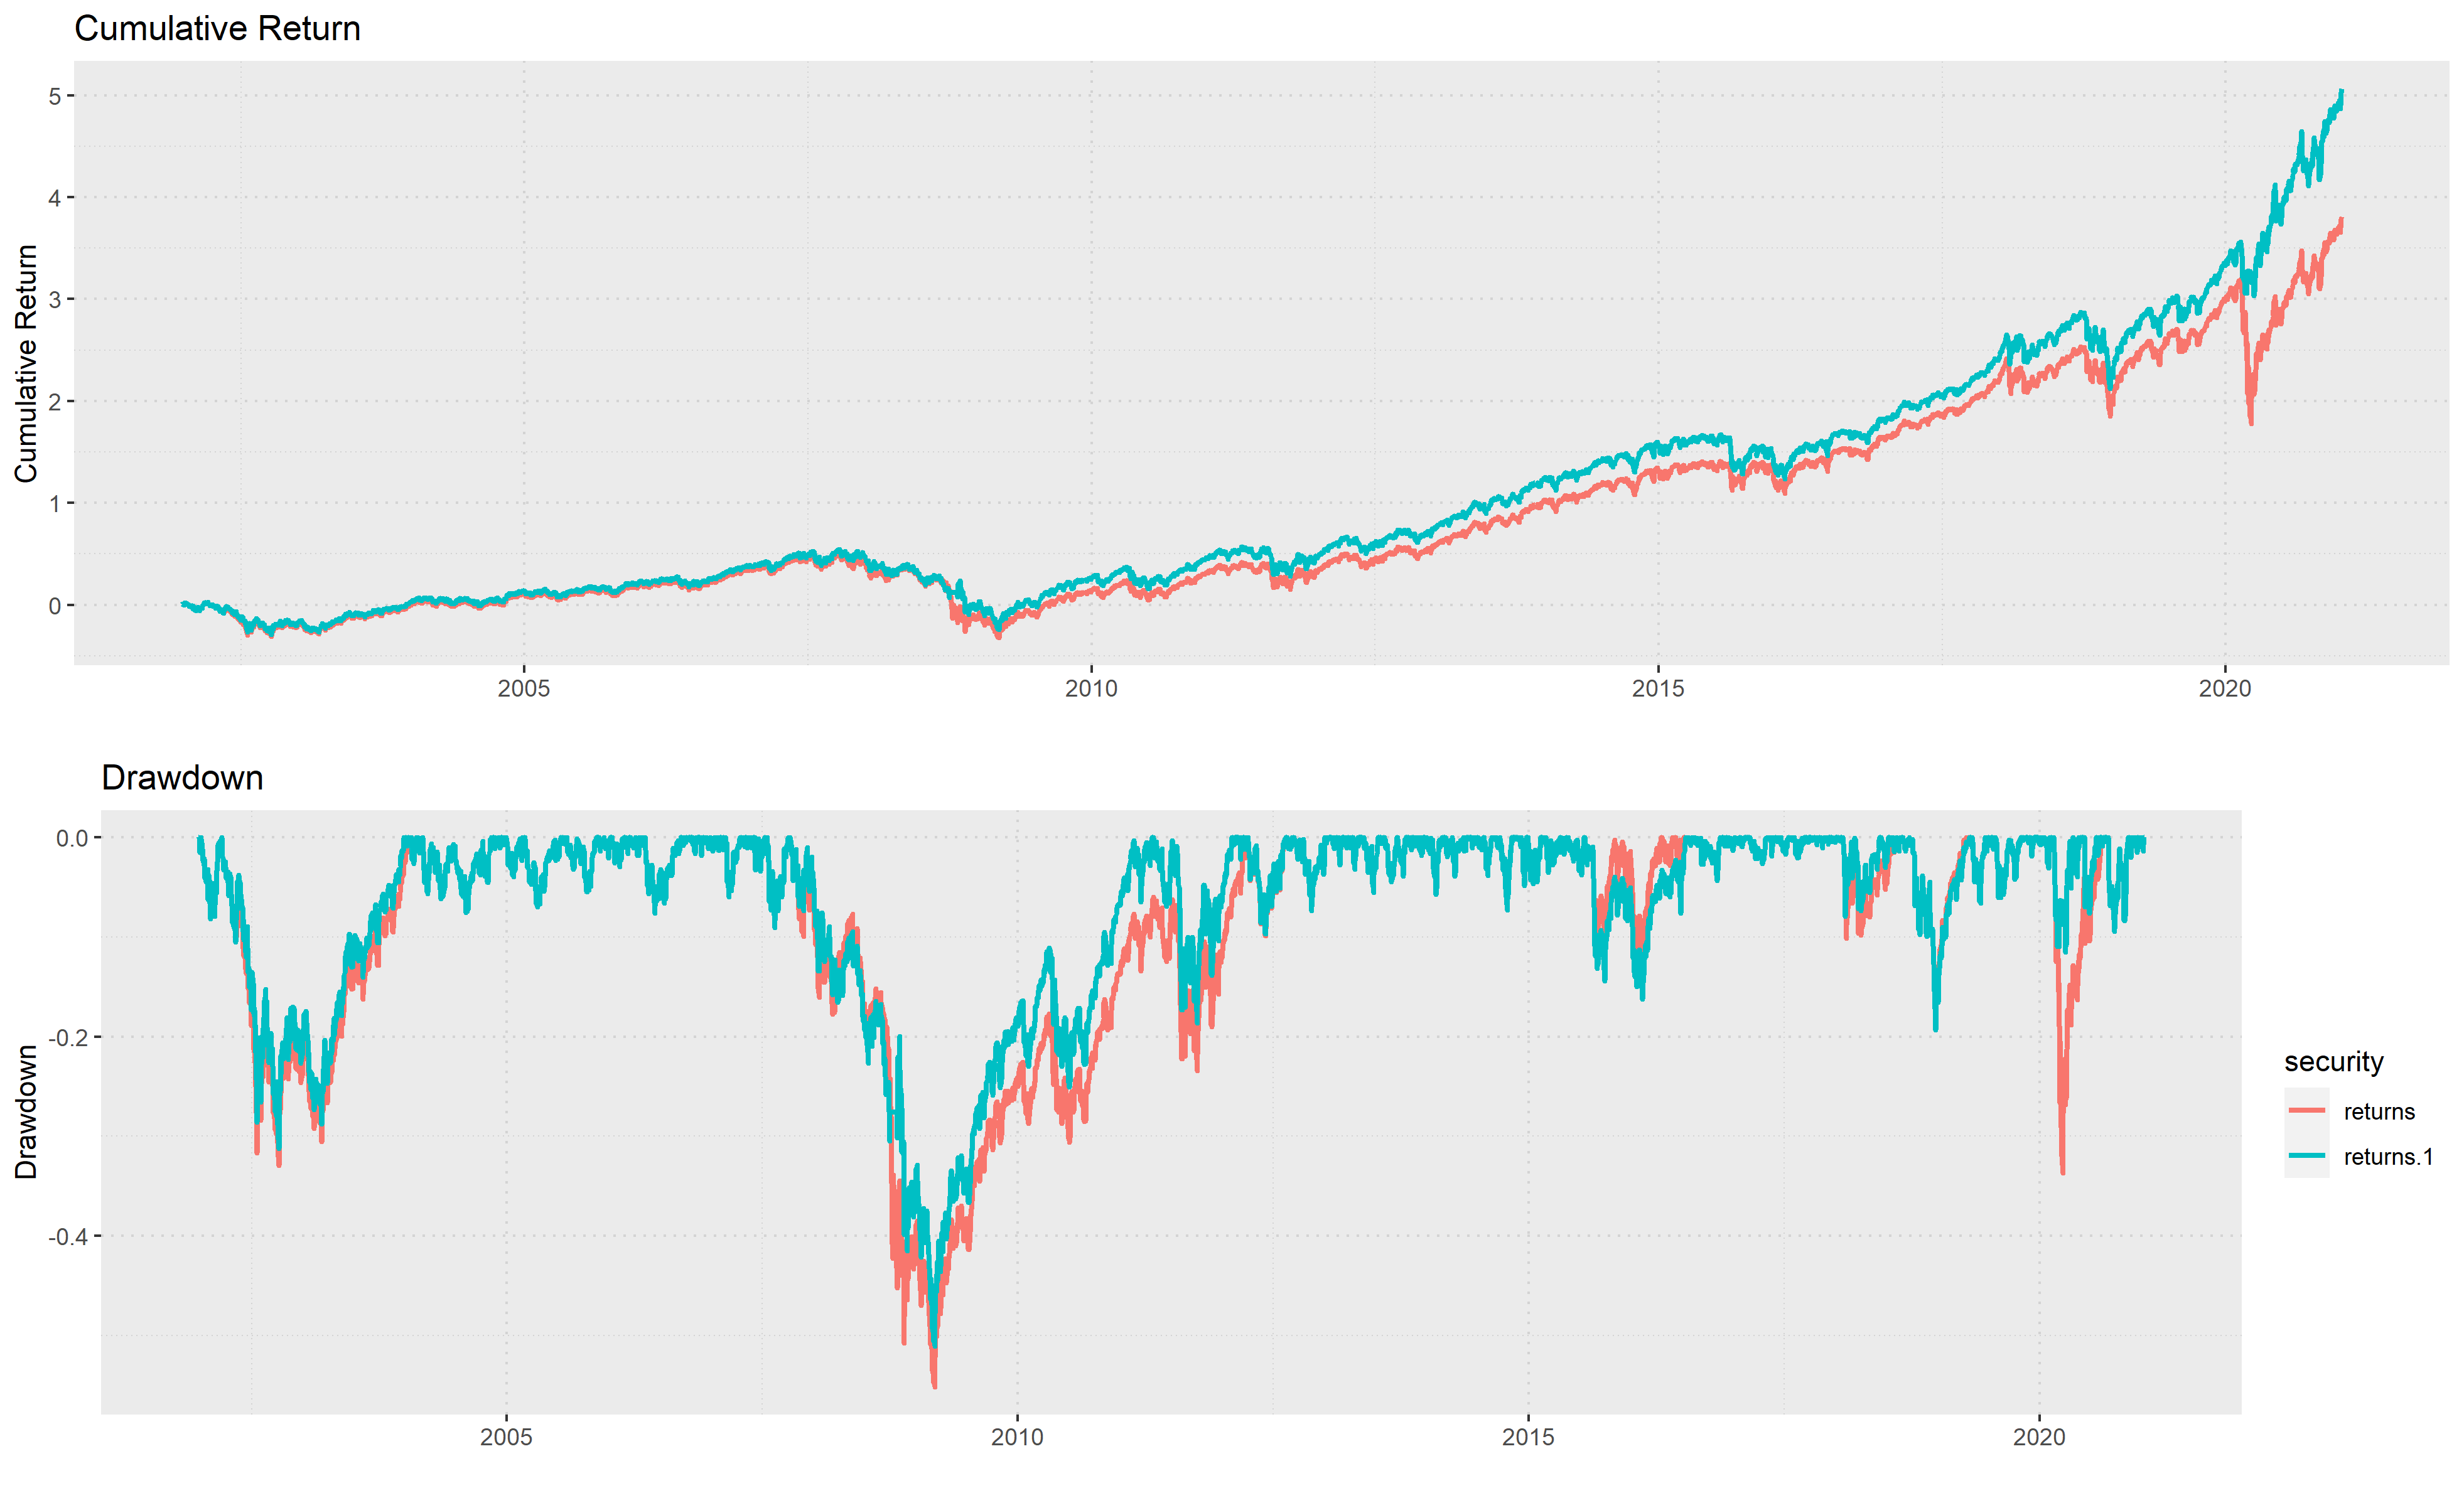 Cumulative Return
Cumulative Return
5
4
3
2
1
0
2005 2010 2015 2020
Drawdown
Drawdown
0.0
-0.2
-0.4
2005 2010 2015 2020
security
returns
returns.1